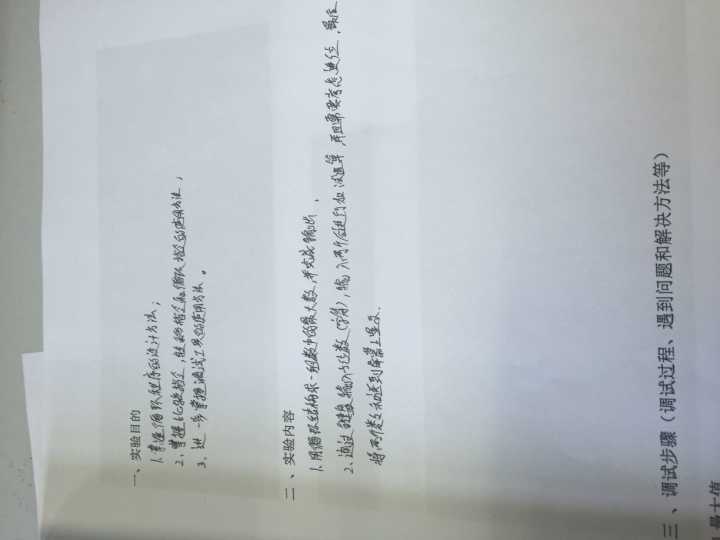 一、实验目的
1.掌握循环程序的设计方法；
2、掌握比较指令,转移指令和循环指令的使用方法，
3、进一步掌握调试工具的使用方法。
二、实验内容
1.用循环结构求一组数中的最大数,并完成输出.
2、通过键盘输入位数(字符),输入两个后进行加法运算 并且需要考虑进位,最后
将两个数之和送到屏幕上显示.
三、调试步骤（调试过程、遇到问题和解决方法等）
1.最大值